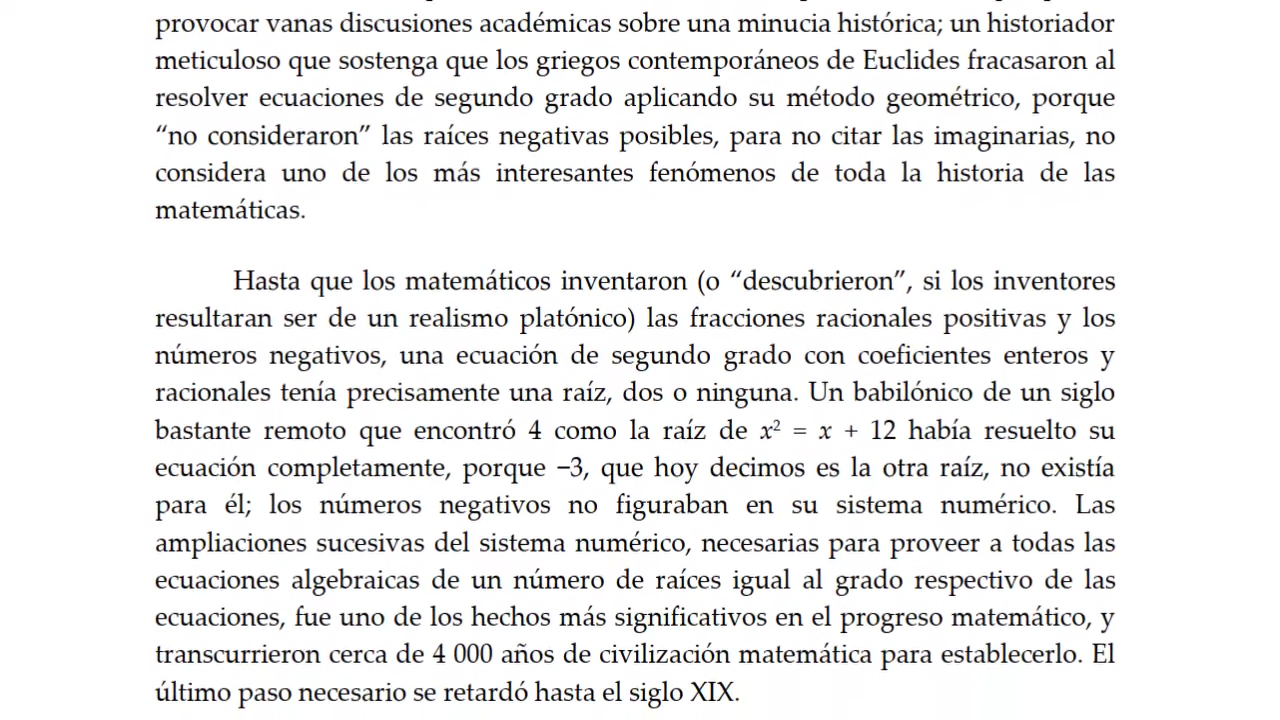 provocar vanas discusiones académicas sobre una minucia histórica; un historiador
meticuloso que sostenga que los griegos contemporáneos de Euclides fracasaron al
resolver ecuaciones de segundo grado aplicando su método geométrico, porque
“no consideraron” las raíces negativas posibles, para no citar las imaginarias, no
considera uno de los más interesantes fenómenos de toda la historia de las
matemáticas.
Hasta que los matemáticos inventaron (o “descubrieron”, si los inventores
resultaran ser de un realismo platónico) las fracciones racionales positivas y los
números negativos, una ecuación de segundo grado con coeficientes enteros y
racionales tenía precisamente una raíz, dos o ninguna. Un babilónico de un siglo
bastante remoto que encontró 4 como la raíz de x² = x + 12 había resuelto su
ecuación completamente, porque −3, que hoy decimos es la otra raíz, no existía
para él; los números negativos no figuraban en su sistema numérico. Las
ampliaciones sucesivas del sistema numérico, necesarias para proveer a todas las
ecuaciones algebraicas de un número de raíces igual al grado respectivo de las
ecuaciones, fue uno de los hechos más significativos en el progreso matemático, y
transcurrieron cerca de 4 000 años de civilización matemática para establecerlo. El
último paso necesario se retardó hasta el siglo XIX.